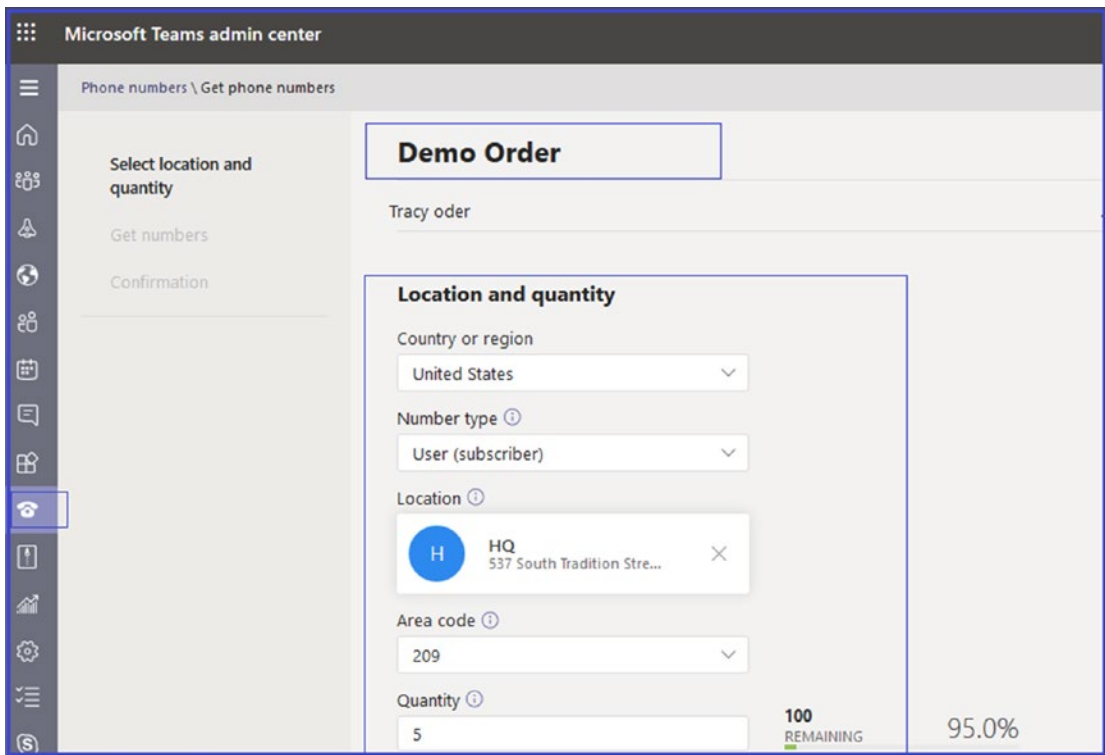 Microsoft Teams admin center
Phone numbers \ Get phone numbers
Select location and
quantity
Get numbers
Confirmation
Demo Order
Tracy oder
Location and quantity
Country or region
United States
Number type
User (subscriber)
Location
H
HQ
537 South Tradition Stre...
Area code
209
Quantity
5
100
REMAINING
95.0%